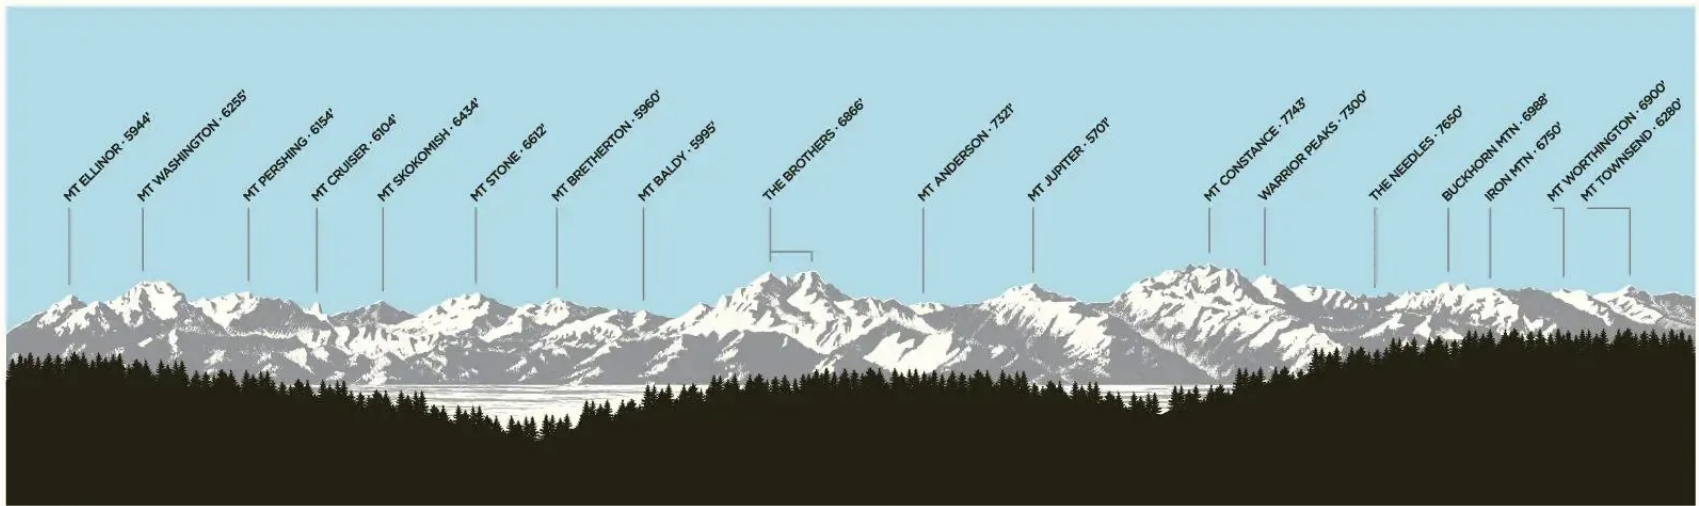 MT ELLINOR · 5944'
MT WASHINGTON · 6255'
MT PERSHING · 6154'
MT CRUISER · 6104'
MT SKOKOMISH · 6434'
MT STONE · 6612'
MT BRETHERTON · 5960'
MT BALDY · 5995'
THE BROTHERS · 6866'
MT ANDERSON · 7321'
MT JUPITER · 5701'
MT CONSTANCE · 7743'
WARRIOR PEAKS · 7300'
THE NEEDLES · 7650'
BUCKHORN MTN · 6988'
IRON MTN · 6750'
MT WORTHINGTON · 6900'
MT TOWNSEND · 6280'